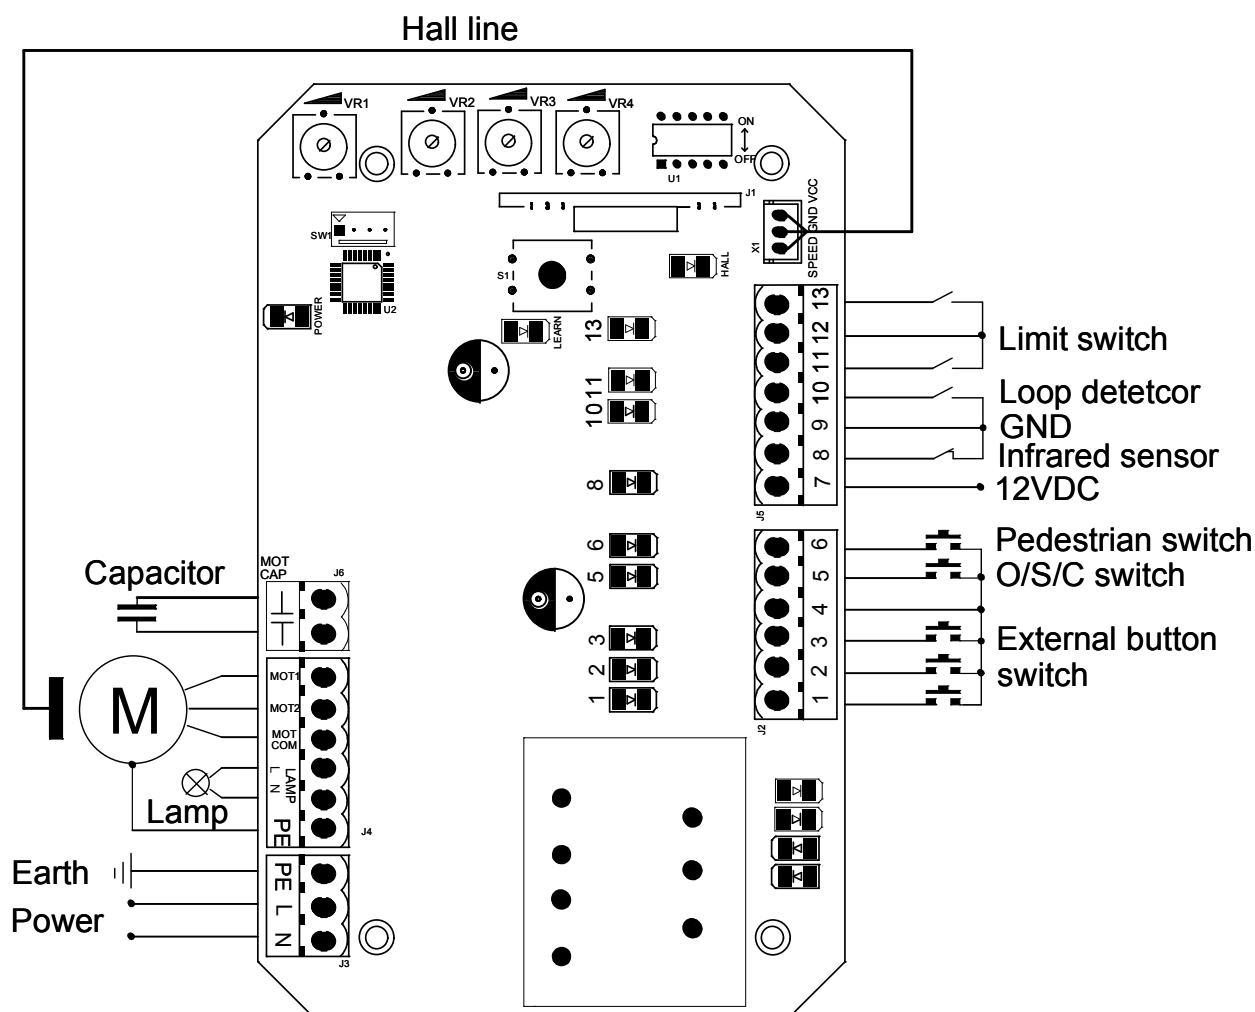 Hall line
VR1
VR2
VR3
VR4
ON
OFF
U1
J1
SW1
U2
S1
POWER
LEARN
HALL
X1
SPEED GND VCC
13
11
10
8
6
5
3
2
1
13
12
11
10
9
8
7
J5
Limit switch
Loop detetcor
GND
Infrared sensor
12VDC
6
5
4
3
2
1
J2
Pedestrian switch
O/S/C switch
External button
switch
Capacitor
MOT
CAP
J6
M
MOT1
MOT2
MOT
COM
LAMP
L N
PE
J4
Lamp
Earth
Power
PE L N
J3